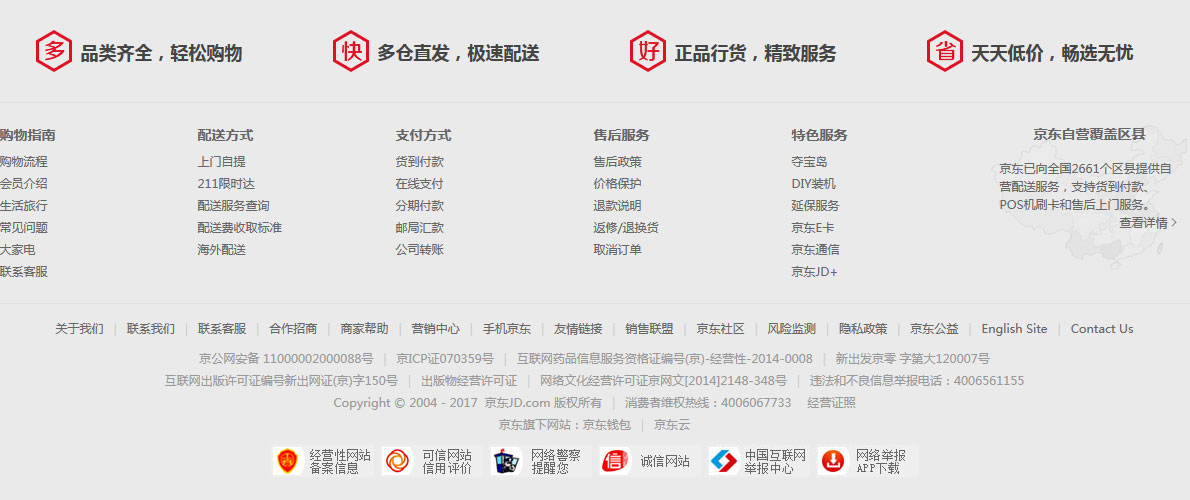 多 品类齐全，轻松购物 快 多仓直发，极速配送 好 正品行货，精致服务 省 天天低价，畅选无忧
购物指南
购物流程
会员介绍
生活旅行
常见问题
大家电
联系客服
配送方式
上门自提
211限时达
配送服务查询
配送费收取标准
海外配送
支付方式
货到付款
在线支付
分期付款
邮局汇款
公司转账
售后服务
售后政策
价格保护
退款说明
返修/退换货
取消订单
特色服务
夺宝岛
DIY装机
延保服务
京东E卡
京东通信
京东JD+
京东自营覆盖区县
京东已向全国2661个区县提供自
营配送服务，支持货到付款、
POS机刷卡和售后上门服务。
查看详情 >
关于我们 | 联系我们 | 联系客服 | 合作招商 | 商家帮助 | 营销中心 | 手机京东 | 友情链接 | 销售联盟 | 京东社区 | 风险监测 | 隐私政策 | 京东公益 | English Site | Contact Us
京公网安备 11000002000088号 | 京ICP证070359号 | 互联网药品信息服务资格证编号(京)-经营性-2014-0008 | 新出发京零 字第大120007号
互联网出版许可证编号新出网证(京)字150号 | 出版物经营许可证 | 网络文化经营许可证京网文[2014]2148-348号 | 违法和不良信息举报电话：4006561155
Copyright © 2004 - 2017 京东JD.com 版权所有 | 消费者维权热线：4006067733 经营证照
京东旗下网站：京东钱包 | 京东云
经营性网站
备案信息
可信网站
信用评价
网络警察
提醒您
诚信网站
中国互联网
举报中心
网络举报
APP下载